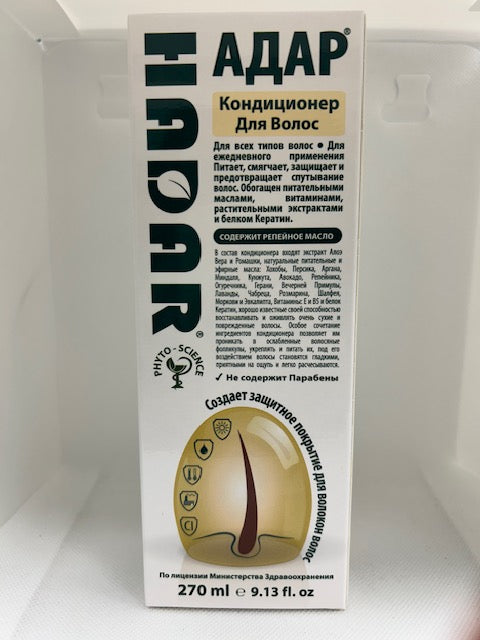 HADAR®
PHYTO-SCIENCE
АДАР®
Кондиционер
Для Волос
Для всех типов волос • Для
ежедневного применения
Питает, смягчает, защищает и
предотвращает спутывание
волос. Обогащен питательными
маслами, витаминами,
растительными экстрактами
и белком Кератин.
СОДЕРЖИТ РЕПЕЙНОЕ МАСЛО
В состав кондиционера входят экстракт Алоэ
Вера и Ромашки, натуральные питательные и
эфирные масла: Хохобы, Персика, Аргана,
Миндаля, Кунжута, Авокадо, Репейника,
Огуречника, Герани, Вечерней Примулы,
Лаванды, Чабреца, Розмарина, Шалфея,
Моркови и Эвкалипта, Витамины: Е и В5 и белок
Кератин, хорошо известные своей способностью
восстанавливать и оживлять очень сухие и
поврежденные волосы. Особое сочетание
ингредиентов кондиционера позволяет им
проникать в ослабленные волосяные
фолликулы, укреплять и питать их, под его
воздействием волосы становятся гладкими,
приятными на ощупь и легко расчесываются.
✓ Не содержит Парабены
Создает защитное покрытие для волокон волос
Cl
По лицензии Министерства Здравоохранения
270 ml ℮ 9.13 fl. oz